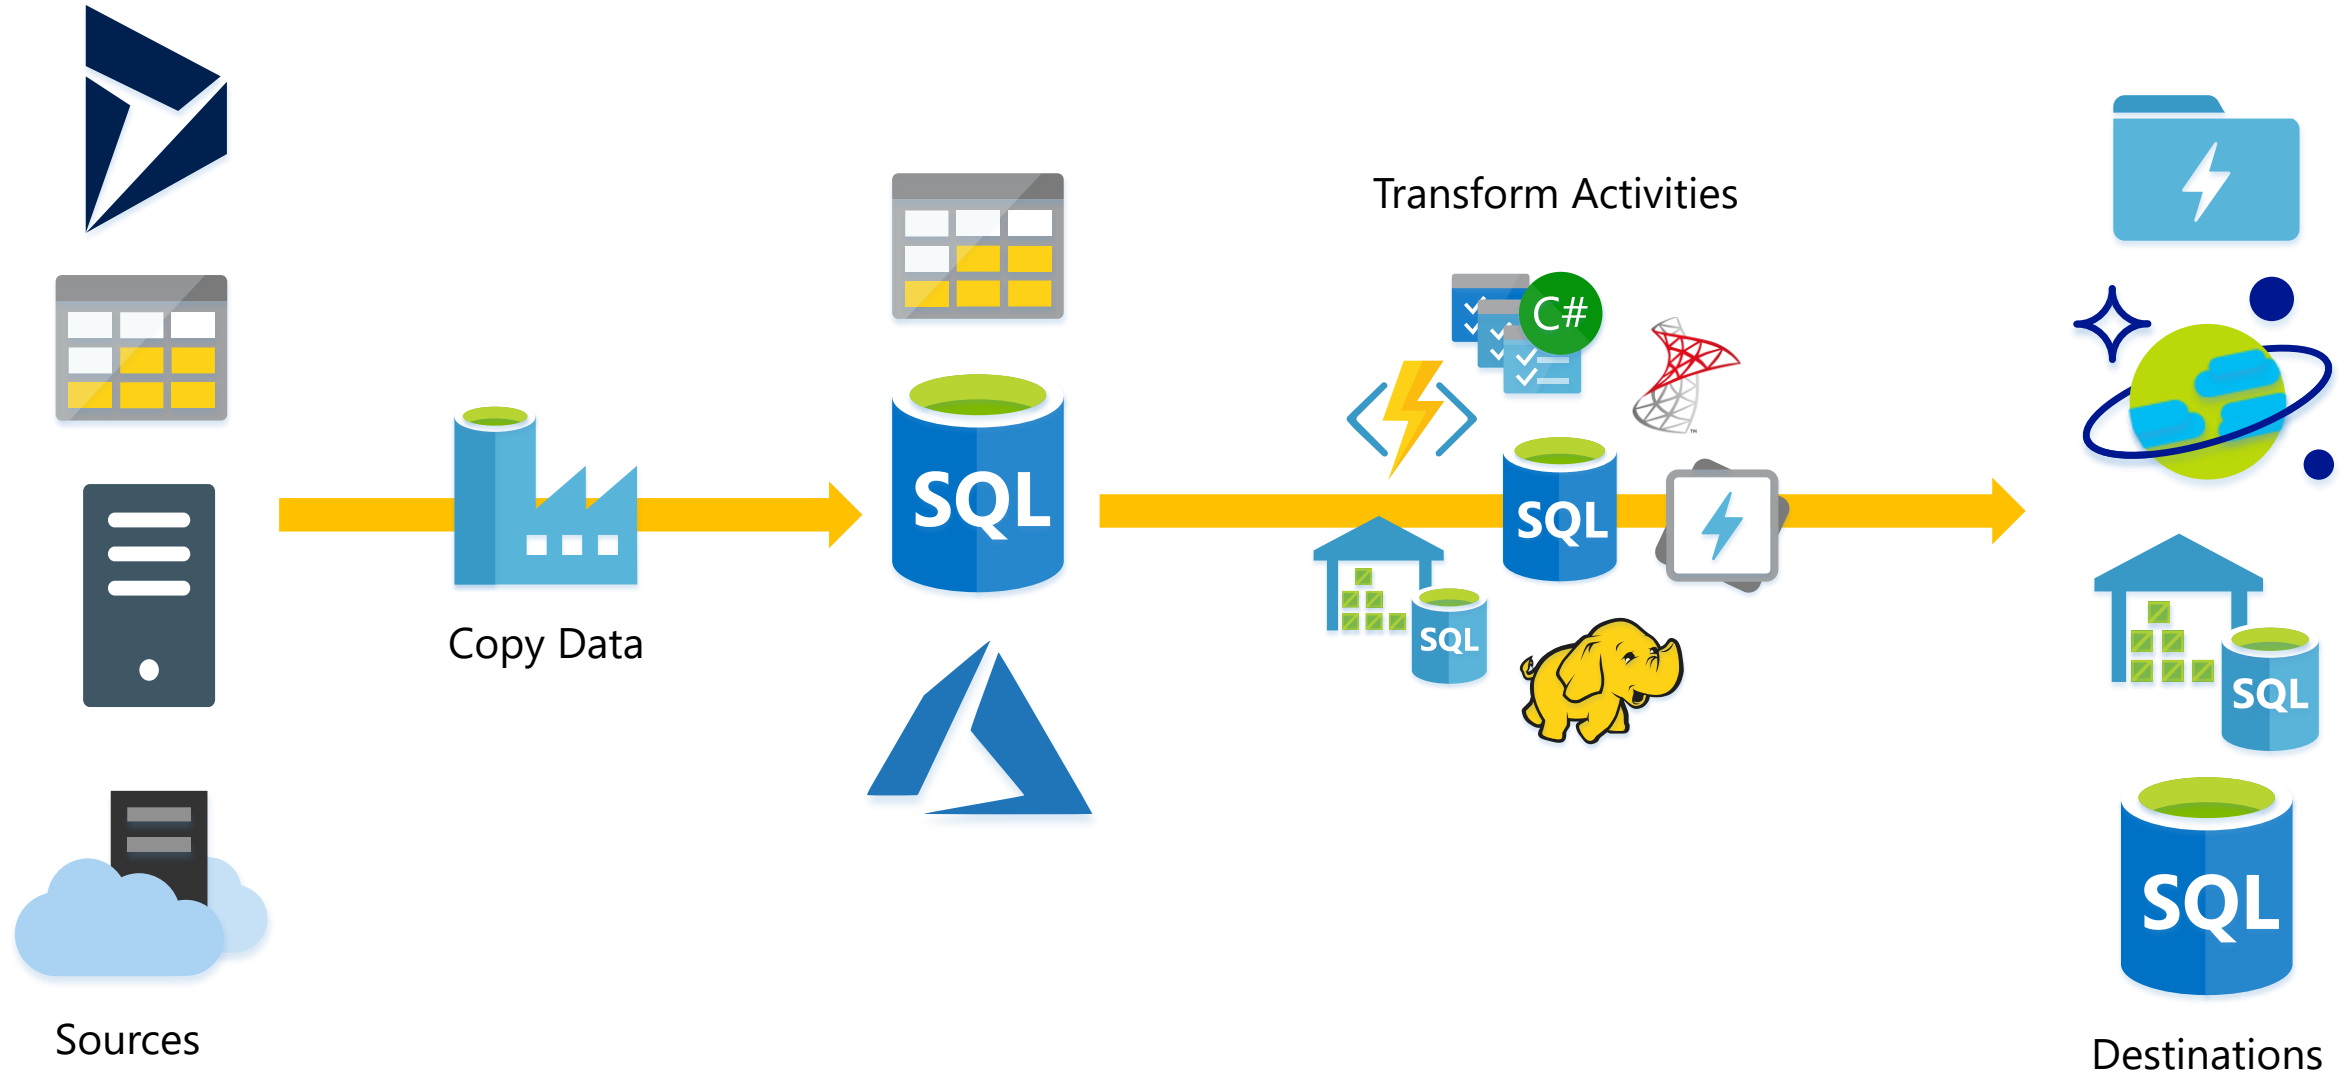 Sources
Copy Data
SQL
Transform Activities
C#
SQL
SQL
SQL
SQL
Destinations